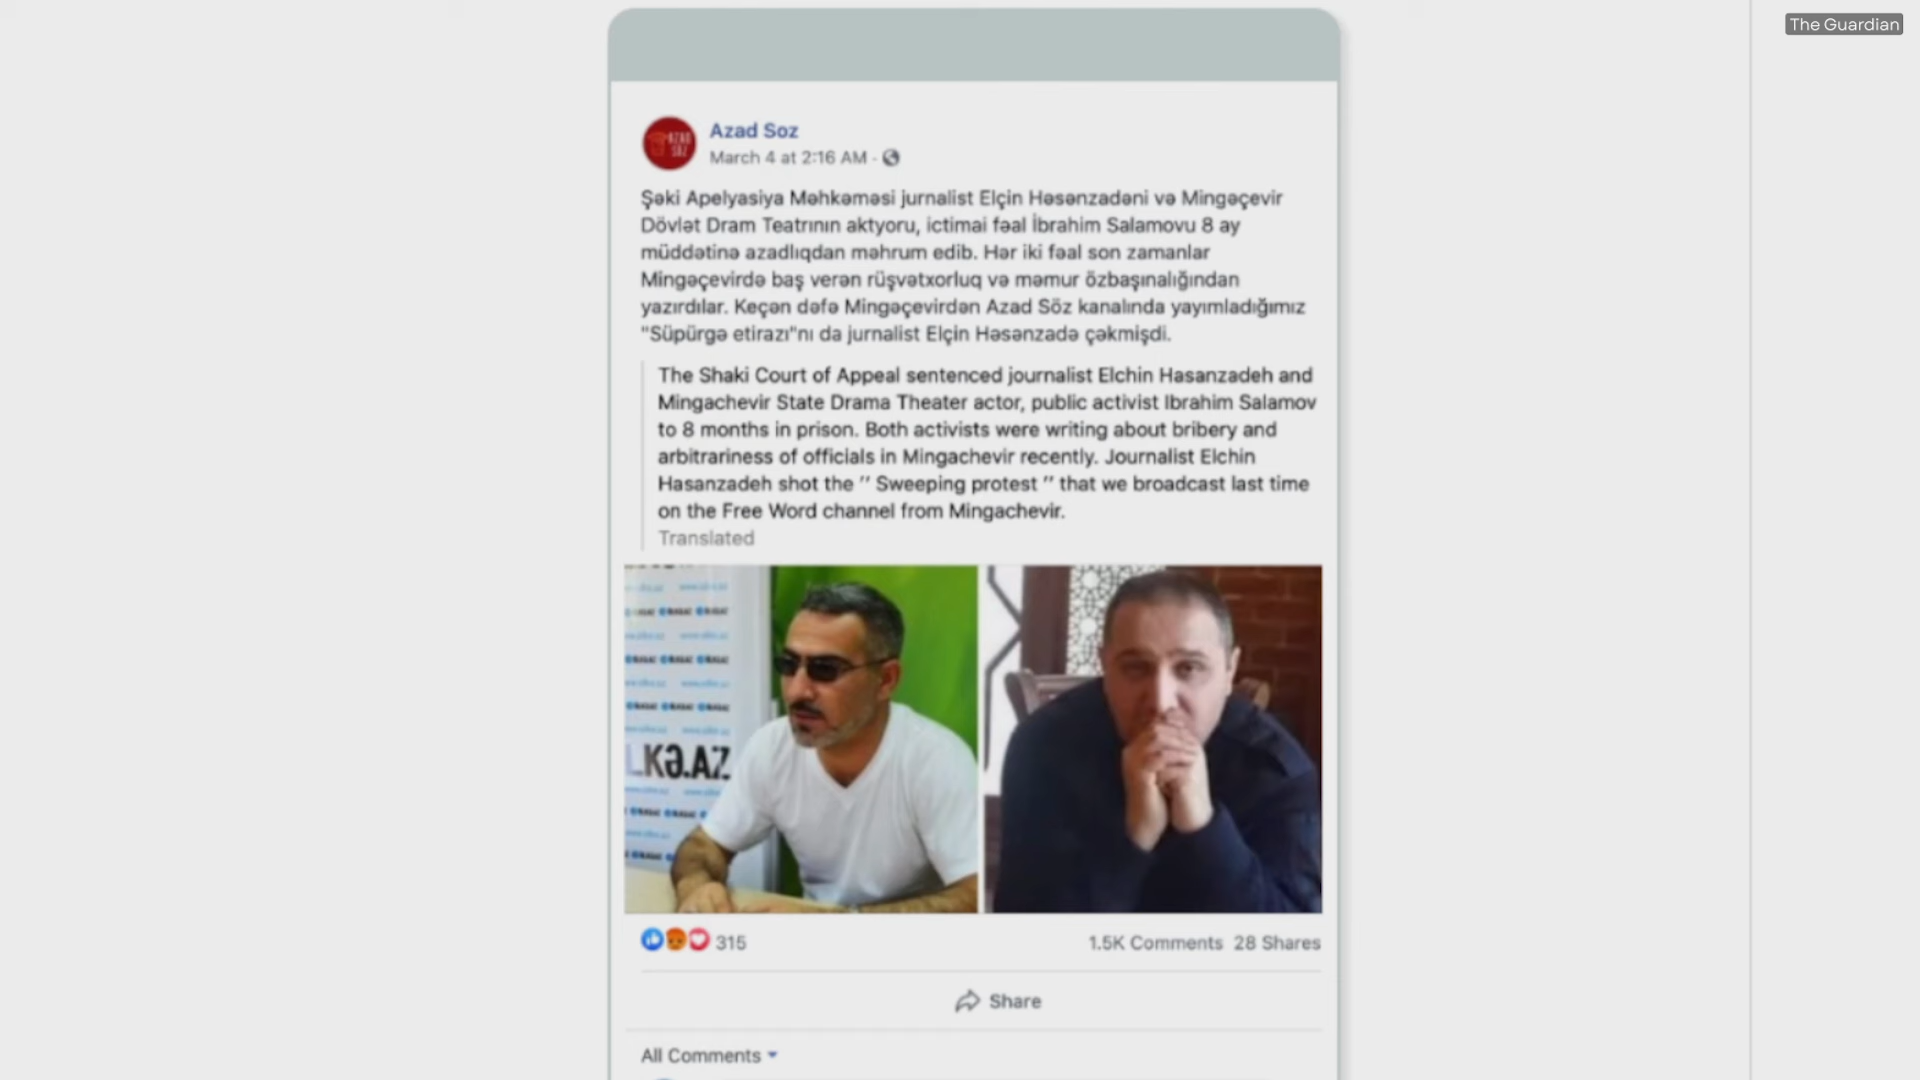 The Guardian
AZAD
SÖZ
Azad Soz
March 4 at 2:16 AM ·
Şəki Apelyasiya Məhkəməsi jurnalist Elçin Həsənzadəni və Mingəçevir
Dövlət Dram Teatrının aktyoru, ictimai fəal İbrahim Salamovu 8 ay
müddətinə azadlıqdan məhrum edib. Hər iki fəal son zamanlar
Mingəçevirdə baş verən rüşvətxorluq və məmur özbaşınalığından
yazırdılar. Keçən dəfə Mingəçevirdən Azad Söz kanalında yayımladığımız
"Süpürgə etirazı"nı da jurnalist Elçin Həsənzadə çəkmişdi.
The Shaki Court of Appeal sentenced journalist Elchin Hasanzadeh and
Mingachevir State Drama Theater actor, public activist Ibrahim Salamov
to 8 months in prison. Both activists were writing about bribery and
arbitrariness of officials in Mingachevir recently. Journalist Elchin
Hasanzadeh shot the '' Sweeping protest '' that we broadcast last time
on the Free Word channel from Mingachevir.
Translated
LKƏ.AZ
315
1.5K Comments 28 Shares
Share
All Comments